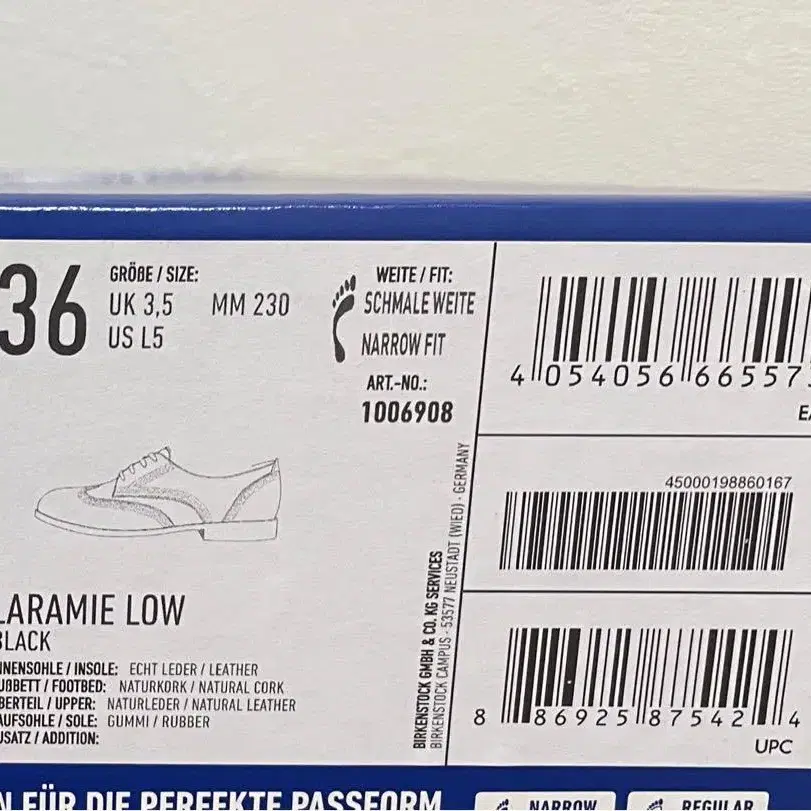 36
GRÖBE / SIZE:
UK 3,5 MM 230
US L5
WEITE / FIT:
SCHMALE WEITE
NARROW FIT
ART.-NO.:
1006908
LARAMIE LOW
BLACK
NNENSOHLE / INSOLE: ECHT LEDER / LEATHER
UßBETT / FOOTBED: NATURKORK / NATURAL CORK
BERTEIL / UPPER: NATURLEDER / NATURAL LEATHER
AUFSOHLE / SOLE: GUMMI / RUBBER
USATZ / ADDITION:
BIRKENSTOCK GMBH & CO. KG SERVICES
BIRKENSTOCK CAMPUS - 53577 NEUSTADT (WIED) - GERMANY
4 054056 66557
EA
45000198860167
8 86925 87542 4
UPC
N FÜR DIE PERFEKTE PASSFORM
NARROW
REGULAR